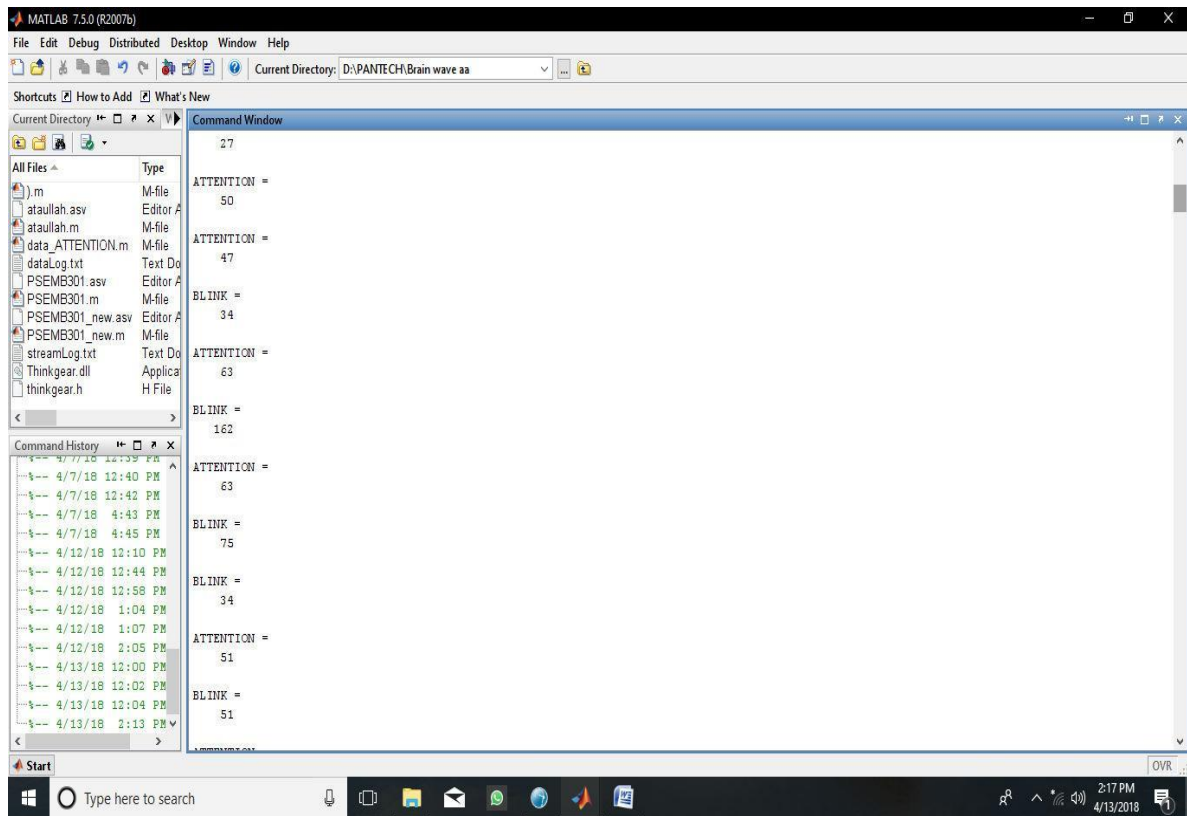 MATLAB 7.5.0 (R2007b)
File Edit Debug Distributed Desktop Window Help
Current Directory: D:\PANTECH\Brain wave aa
Shortcuts How to Add What's New
Current Directory
All Files Type
).m M-file
ataullah.asv Editor A
ataullah.m M-file
data_ATTENTION.m M-file
dataLog.txt Text Do
PSEMB301.asv Editor A
PSEMB301.m M-file
PSEMB301_new.asv Editor A
PSEMB301_new.m M-file
streamLog.txt Text Do
Thinkgear.dll Applica
thinkgear.h H File
Command History
%-- 4/7/18 12:39 PM
%-- 4/7/18 12:40 PM
%-- 4/7/18 12:42 PM
%-- 4/7/18 4:43 PM
%-- 4/7/18 4:45 PM
%-- 4/12/18 12:10 PM
%-- 4/12/18 12:44 PM
%-- 4/12/18 12:58 PM
%-- 4/12/18 1:04 PM
%-- 4/12/18 1:07 PM
%-- 4/12/18 2:05 PM
%-- 4/13/18 12:00 PM
%-- 4/13/18 12:02 PM
%-- 4/13/18 12:04 PM
%-- 4/13/18 2:13 PM
Command Window
27
ATTENTION =
50
ATTENTION =
47
BLINK =
34
ATTENTION =
63
BLINK =
162
ATTENTION =
63
BLINK =
75
BLINK =
34
ATTENTION =
51
BLINK =
51
Start
OVR
Type here to search
2:17 PM
4/13/2018